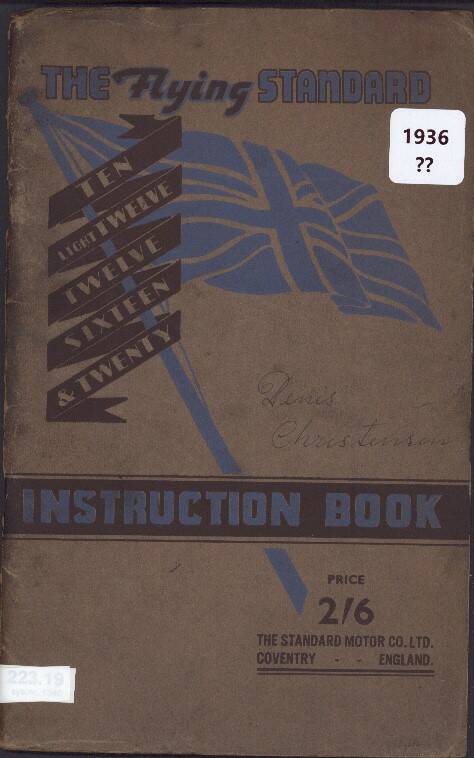 THE Flying STANDARD
1936
??
TEN
LIGHT TWELVE
TWELVE
SIXTEEN
& TWENTY
Denis
Christensen
INSTRUCTION BOOK
PRICE
2/6
THE STANDARD MOTOR CO. LTD.
COVENTRY - - ENGLAND.
223.19